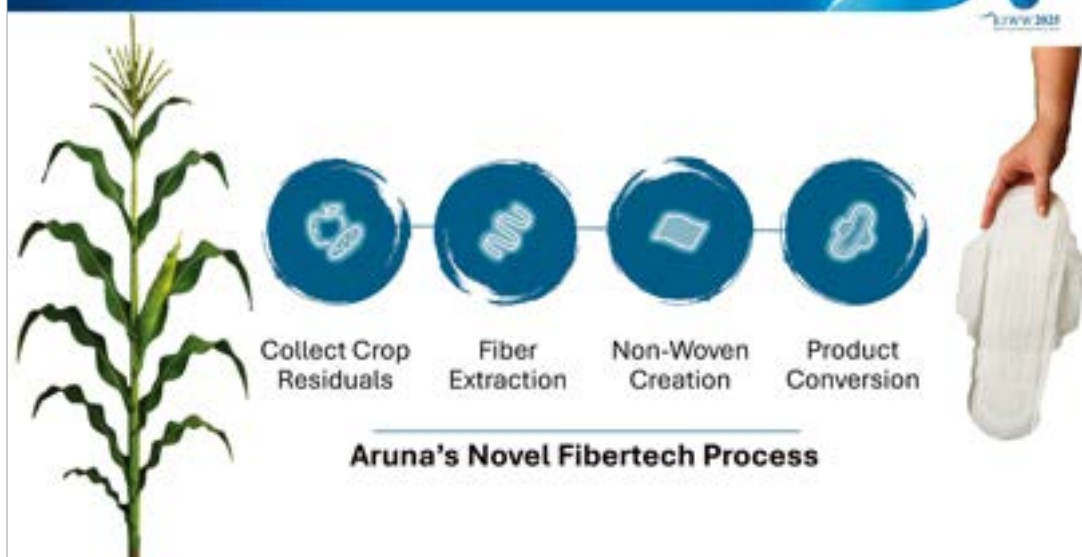 Collect Crop
Residuals
Fiber
Extraction
Non-Woven
Creation
Product
Conversion
Aruna's Novel Fibertech Process